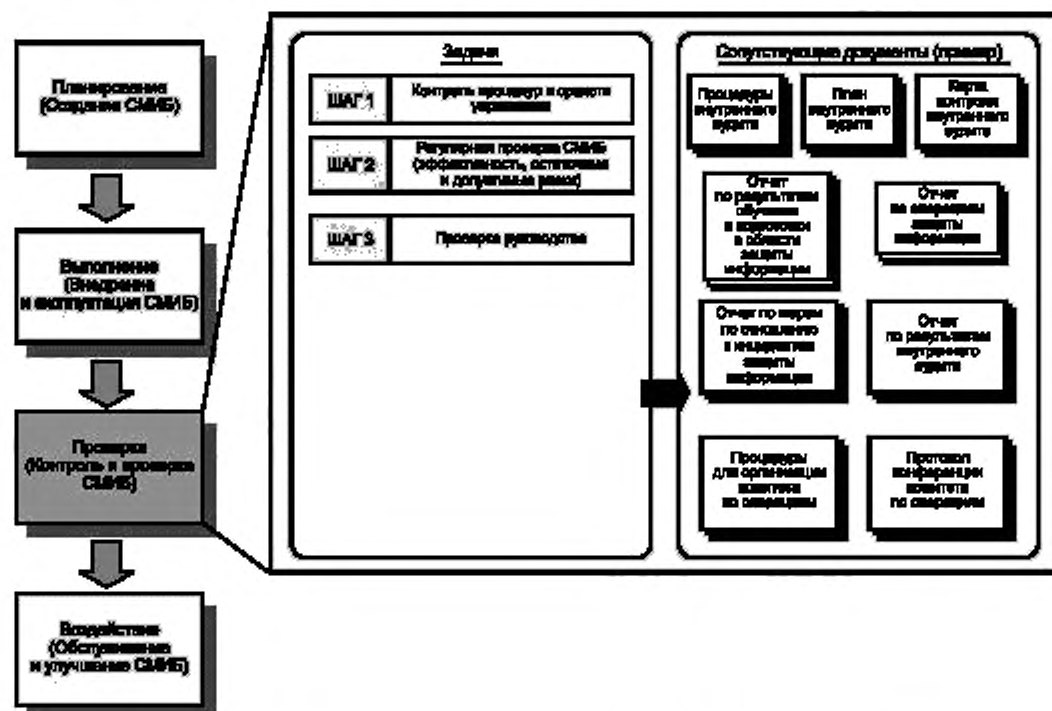 Планирование
(Создание СМИБ)
Выполнение
(Внедрение
и эксплуатация СМИБ)
Проверка
(Контроль и проверка
СМИБ)
Воздействие
(Обслуживание
и улучшение СМИБ)
Задачи
ШАГ 1
Контроль процедур и средств
управления
ШАГ 2
Регулярная проверка СМИБ
(эффективность, остаточные
и допустимые риски)
ШАГ 3
Проверка руководства
Сопутствующие документы (пример)
Процедуры
внутреннего
аудита
План
внутреннего
аудита
Карта
контроля
внутреннего
аудита
Отчет
по результатам
обучения
и подготовки
в области
защиты
информации
Отчет
по операциям
защиты
информации
Отчет по мерам
по
защиты
информации
Отчет
по результатам
внутреннего
аудита
Процедуры
для организации
комитета
по операциям
Протокол
конференции
комитета
по операциям